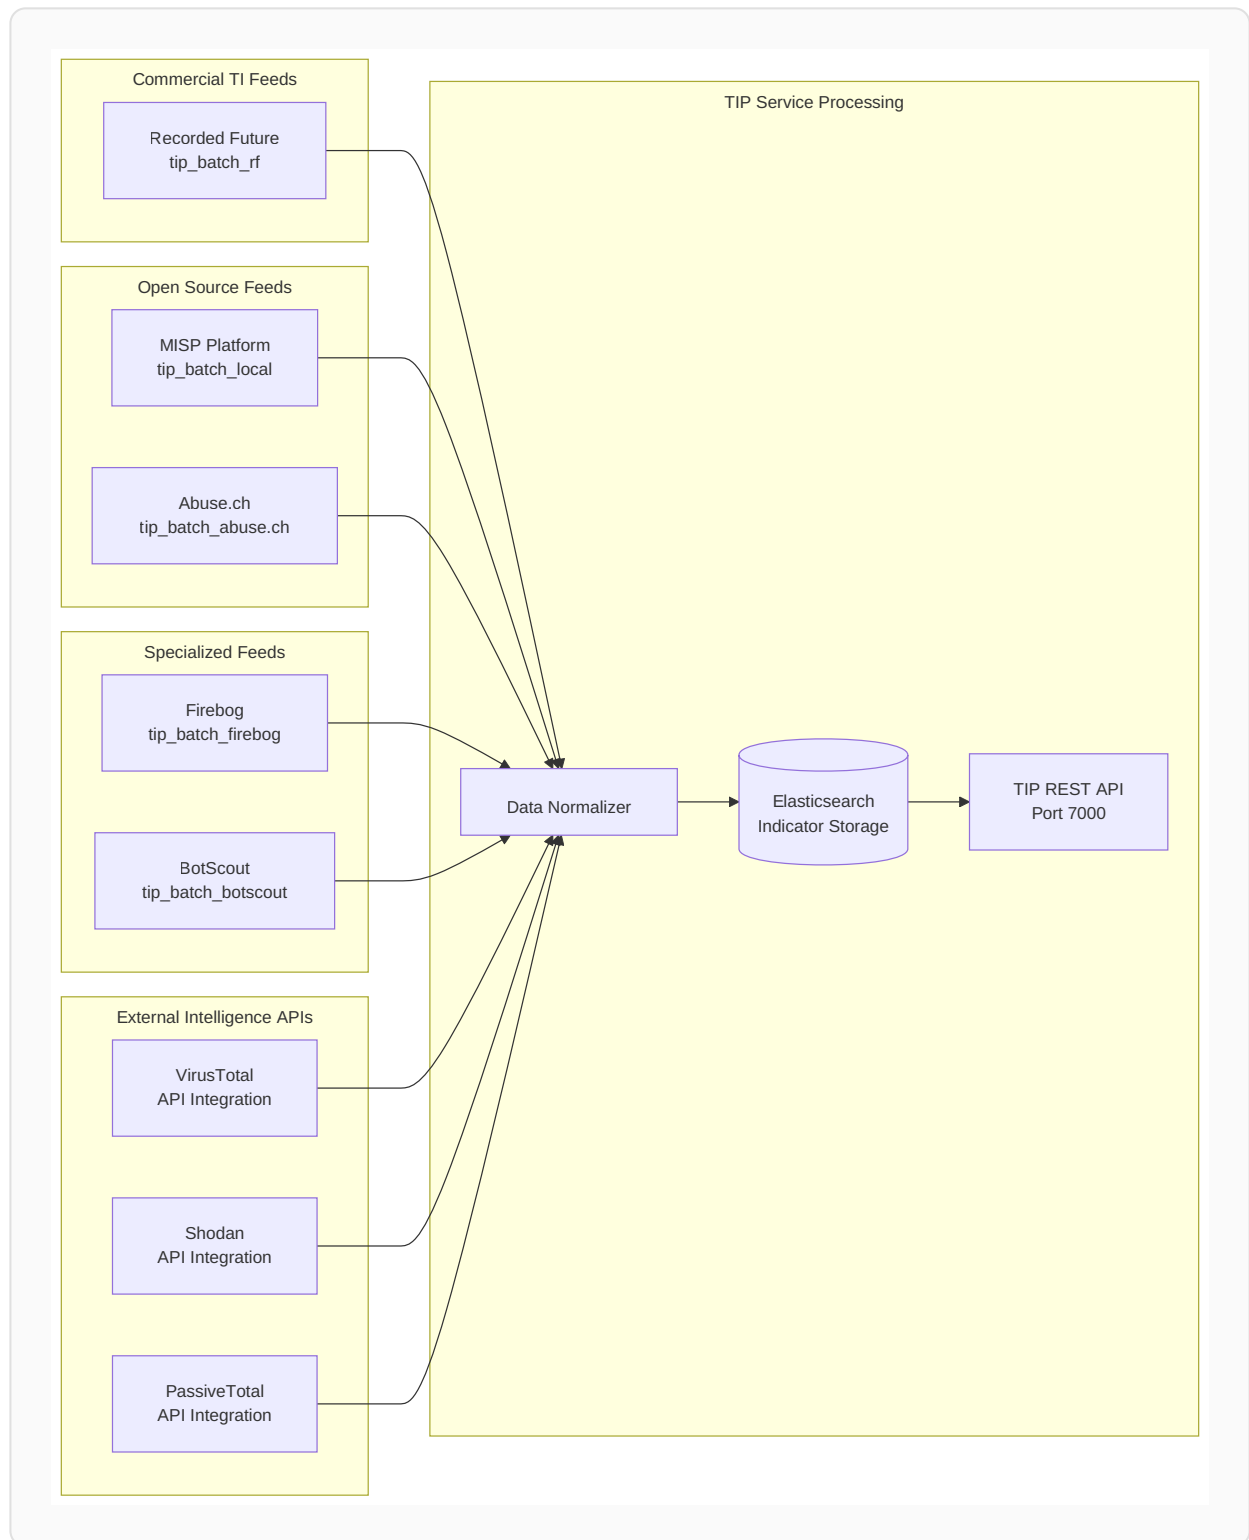 Commercial TI Feeds
Recorded Future
tip_batch_rf
Open Source Feeds
MISP Platform
tip_batch_local
Abuse.ch
tip_batch_abuse.ch
Specialized Feeds
Firebog
tip_batch_firebog
BotScout
tip_batch_botscout
External Intelligence APIs
VirusTotal
API Integration
Shodan
API Integration
PassiveTotal
API Integration
TIP Service Processing
Data Normalizer
Elasticsearch
Indicator Storage
TIP REST API
Port 7000